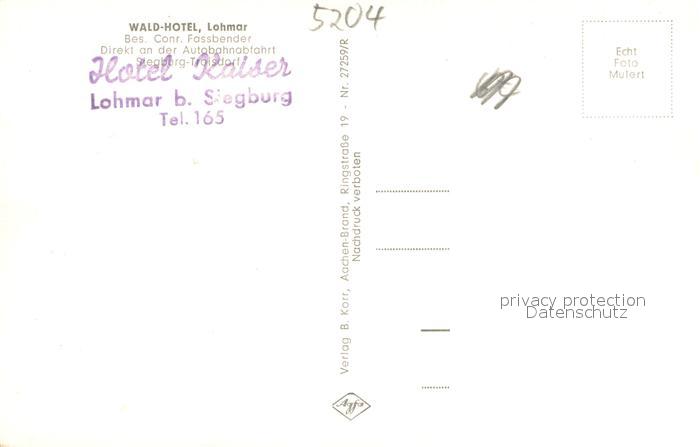 WALD-HOTEL, Lohmar
Bes. Conr. Fassbender
Direkt an der Autobahnabfahrt
Siegburg-Troisdorf
Hotel Kaiser
Lohmar b. Siegburg
Tel. 165
5204
Verlag B. Korr, Aachen-Brand, Ringstraße 19 - Nr. 27259/R
Nachdruck verboten
Echt
Foto
Mulert
privacy protection
Datenschutz
Agfa